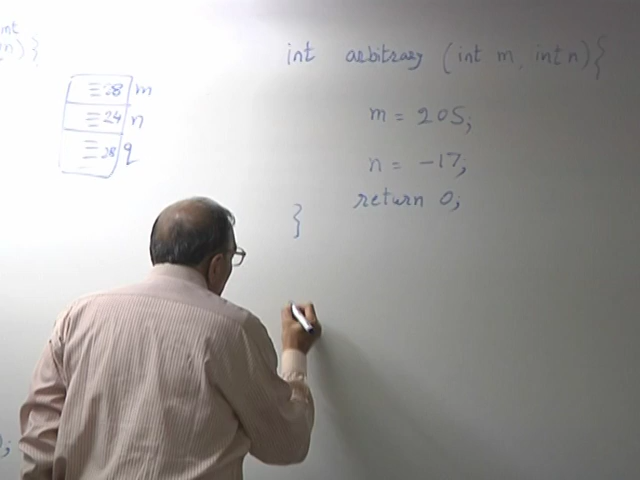 int
n) }
28 m
24 n
28 q
int arbitrary (int m, int n) {
m = 205;
n = -17;
return 0;
}